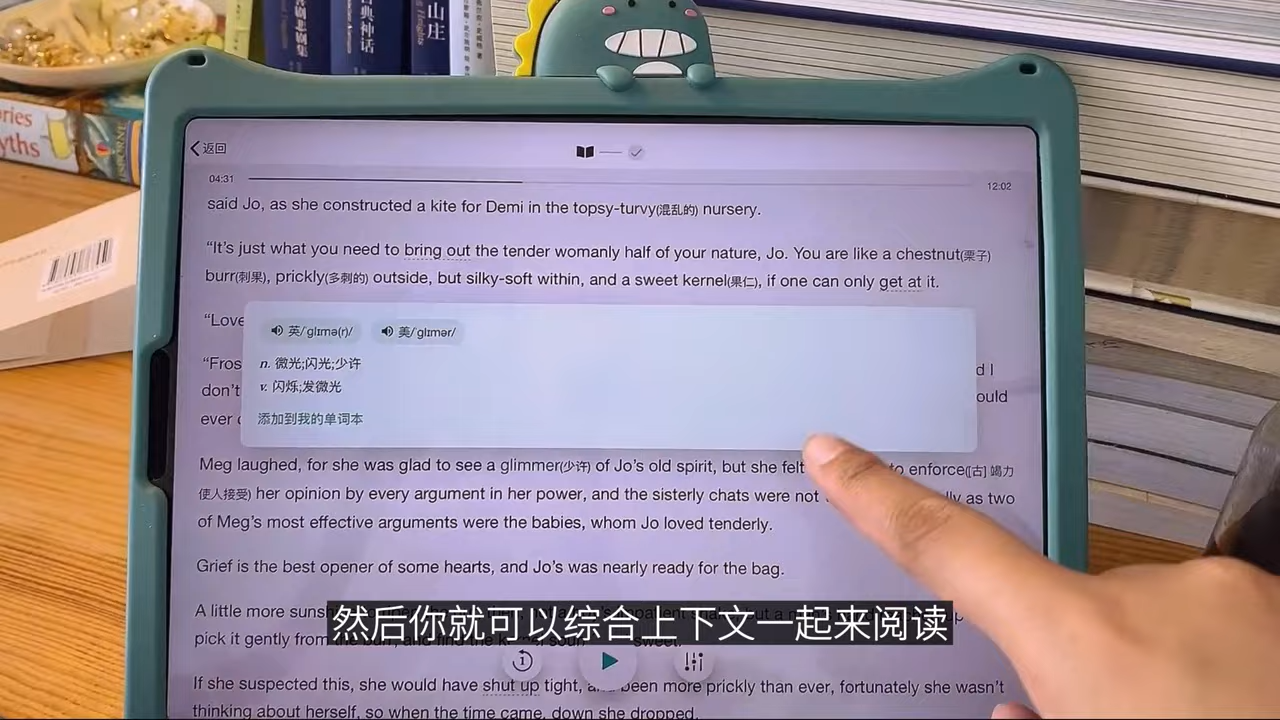 山庄
古典神话
ries
yths
返回
04:31
12:02
said Jo, as she constructed a kite for Demi in the topsy-turvy(混乱的) nursery.
“It’s just what you need to bring out the tender womanly half of your nature, Jo. You are like a chestnut(栗子)
burr(刺果), prickly(多刺的) outside, but silky-soft within, and a sweet kernel(果仁), if one can only get at it.
“Love
英/ˈɡlɪmə(r)/ 美/ˈɡlɪmər/
“Fros
n. 微光;闪光;少许
d I
don’t
v. 闪烁;发微光
ould
ever
添加到我的单词本
Meg laughed, for she was glad to see a glimmer(少许) of Jo’s old spirit, but she felt to enforce([古] 竭力
使人接受) her opinion by every argument in her power, and the sisterly chats were not lly as two
of Meg’s most effective arguments were the babies, whom Jo loved tenderly.
Grief is the best opener of some hearts, and Jo’s was nearly ready for the bag.
A little more sunsh
然后你就可以综合上下文一起来阅读
pick it gently from
If she suspected this, she would have shut up tight, and been more prickly than ever, fortunately she wasn’t
thinking about herself, so when the time came, down she dropped.